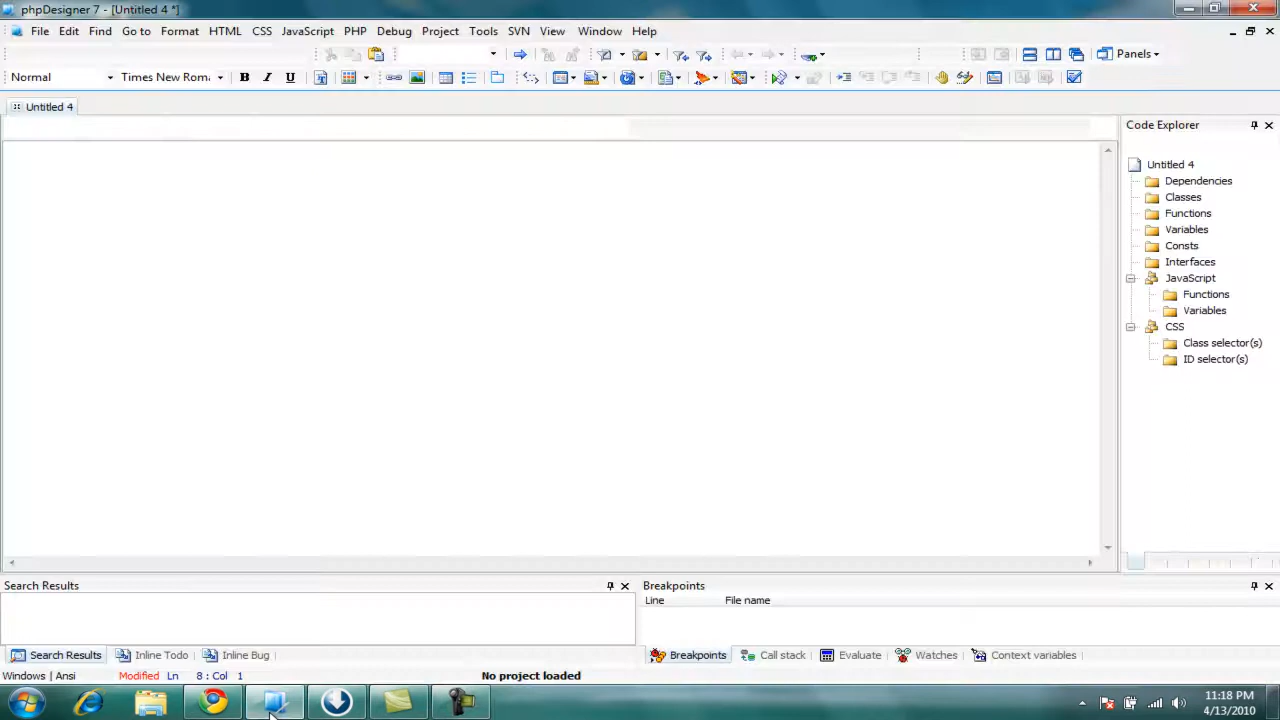 phpDesigner 7 - [Untitled 4 *]
File Edit Find Go to Format HTML CSS JavaScript PHP Debug Project Tools SVN View Window Help
Panels
Normal Times New Roma
Untitled 4
Code Explorer
Untitled 4
Dependencies
Classes
Functions
Variables
Consts
Interfaces
JavaScript
Functions
Variables
CSS
Class selector(s)
ID selector(s)
Search Results
Breakpoints
Line File name
Search Results Inline Todo Inline Bug
Breakpoints Call stack Evaluate Watches Context variables
Windows | Ansi Modified Ln 8 : Col 1 No project loaded
11:18 PM
4/13/2010